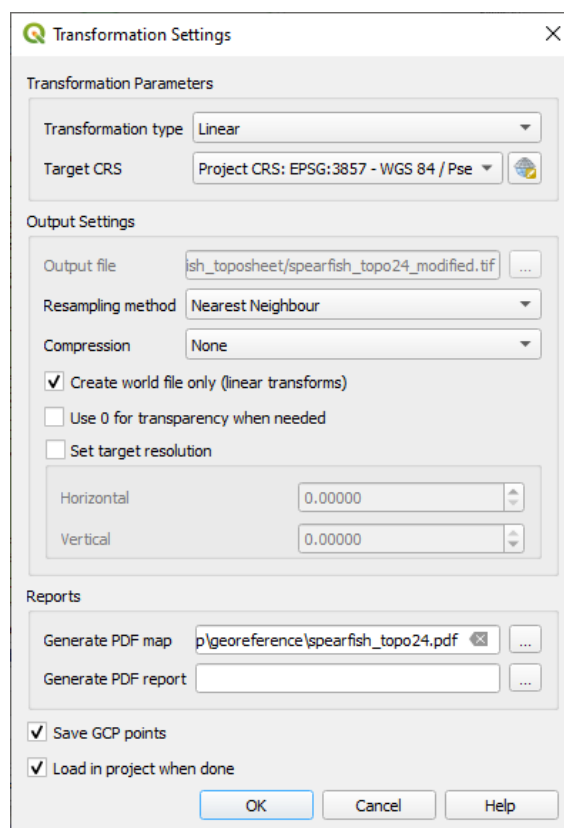 Transformation Settings
Transformation Parameters
Transformation type Linear
Target CRS Project CRS: EPSG:3857 - WGS 84 / Pse
Output Settings
Output file ish_toposheet/spearfish_topo24_modified.tif ...
Resampling method Nearest Neighbour
Compression None
Create world file only (linear transforms)
Use 0 for transparency when needed
Set target resolution
Horizontal 0.00000
Vertical 0.00000
Reports
Generate PDF map p\georeference\spearfish_topo24.pdf ...
Generate PDF report ...
Save GCP points
Load in project when done
OK Cancel Help